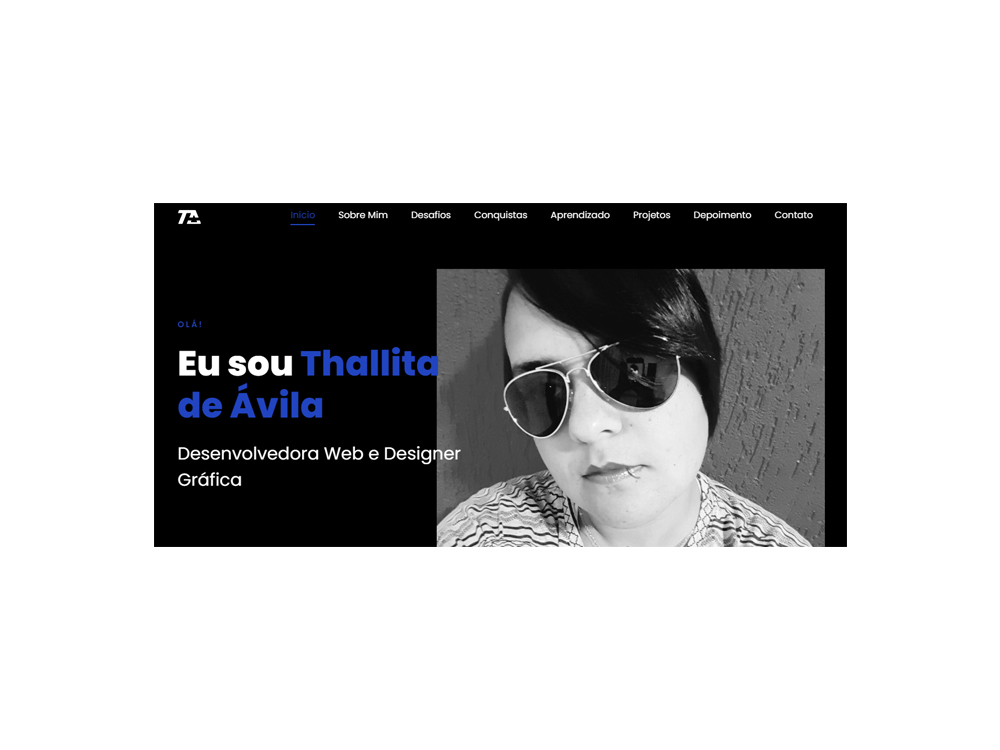 TA
Início Sobre Mim Desafios Conquistas Aprendizado Projetos Depoimento Contato
OLÁ!
Eu sou Thallita
de Ávila
Desenvolvedora Web e Designer
Gráfica